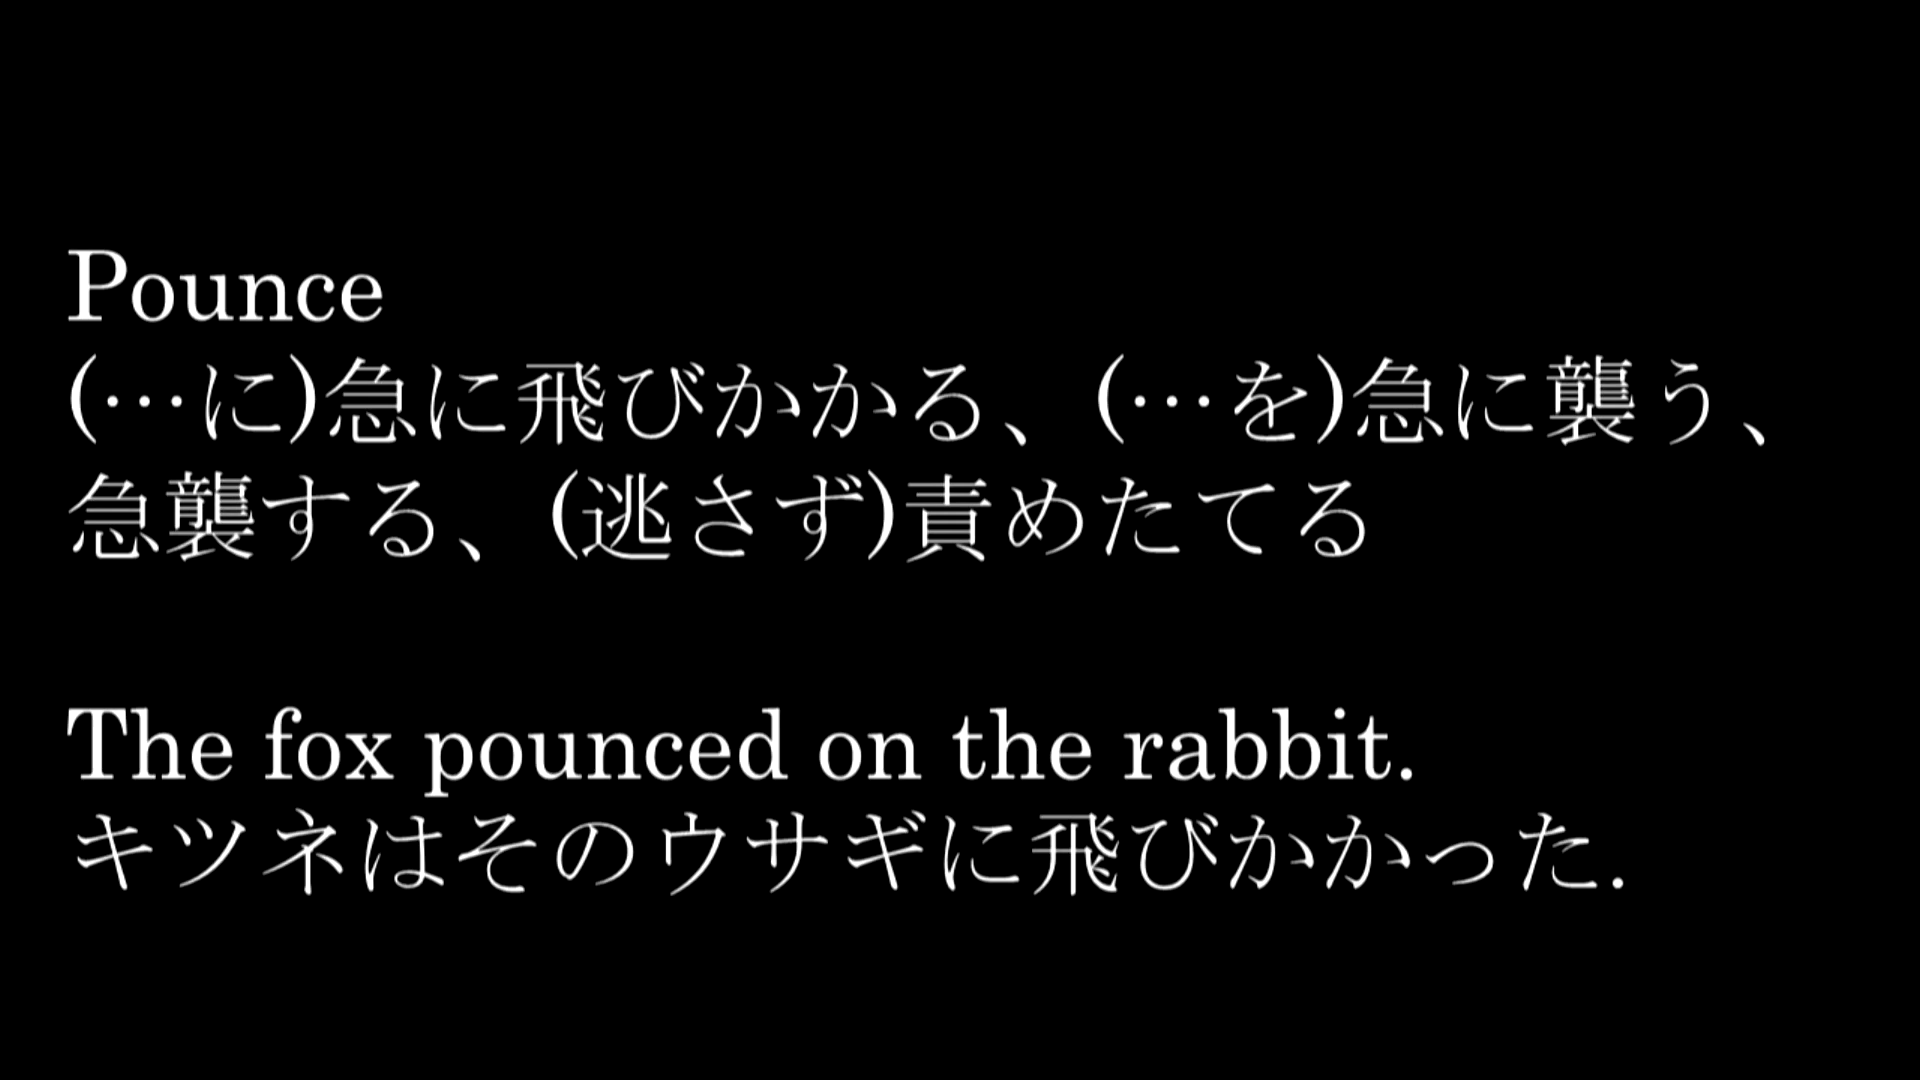 Pounce
(…に)急に飛びかかる、(…を)急に襲う、
急襲する、(逃さず)責めたてる
The fox pounced on the rabbit.
キツネはそのウサギに飛びかかった.